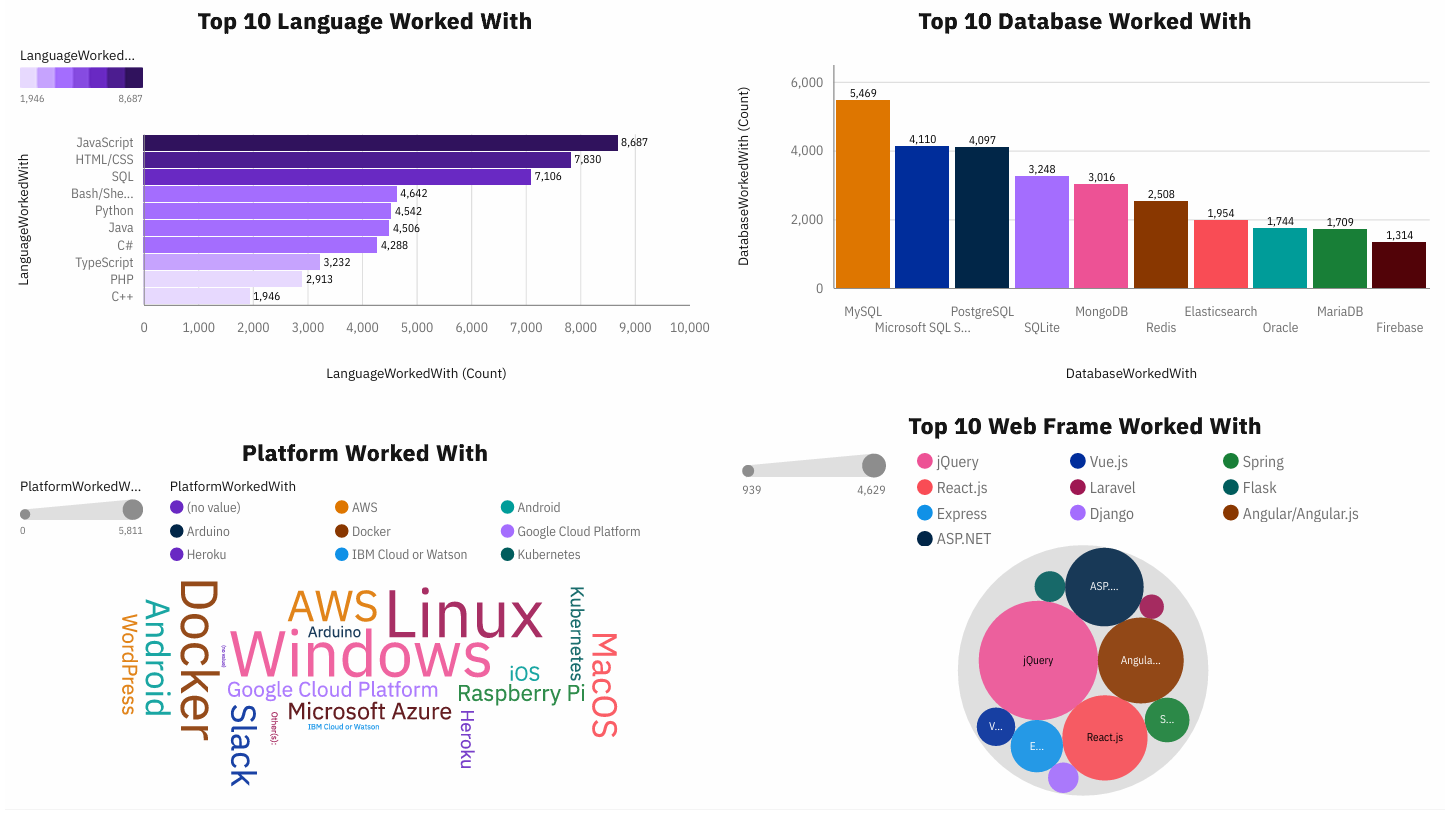 Top 10 Language Worked With
LanguageWorked...
1,946 8,687
LanguageWorkedWith
JavaScript 8,687
HTML/CSS 7,830
SQL 7,106
Bash/She... 4,642
Python 4,542
Java 4,506
C# 4,288
TypeScript 3,232
PHP 2,913
C++ 1,946
0 1,000 2,000 3,000 4,000 5,000 6,000 7,000 8,000 9,000 10,000
LanguageWorkedWith (Count)
Top 10 Database Worked With
DatabaseWorkedWith (Count)
6,000
4,000
2,000
0
5,469 4,110 4,097 3,248 3,016 2,508 1,954 1,744 1,709 1,314
MySQL PostgreSQL MongoDB Elasticsearch MariaDB
Microsoft SQL S... SQLite Redis Oracle Firebase
DatabaseWorkedWith
Platform Worked With
PlatformWorkedW...
0 5,811
PlatformWorkedWith
(no value) AWS Android
Arduino Docker Google Cloud Platform
Heroku IBM Cloud or Watson Kubernetes
WordPress
Android
Docker
(no value)
AWS
Linux
Arduino
Windows
Kubernetes
MacOS
iOS
Google Cloud Platform
Raspberry Pi
Microsoft Azure
Slack
Other(s):
IBM Cloud or Watson
Heroku
Top 10 Web Frame Worked With
939 4,629
jQuery Vue.js Spring
React.js Laravel Flask
Express Django Angular/Angular.js
ASP.NET
ASP....
jQuery
Angula...
V...
E...
React.js
S...